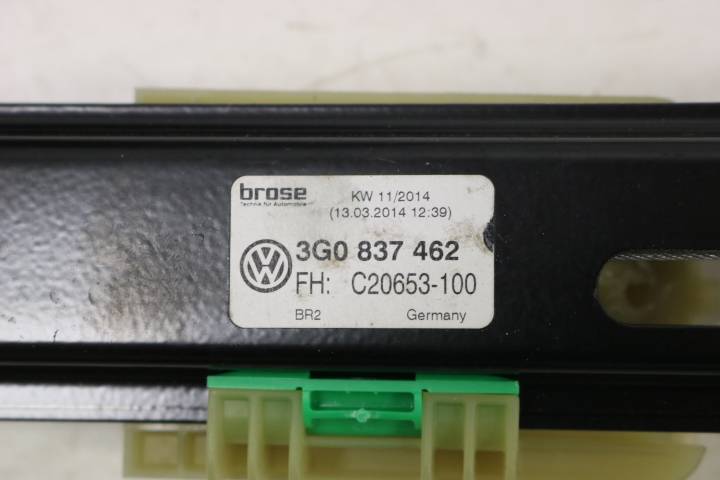 brose
Technik für Automobile
KW 11/2014
(13.03.2014 12:39)
3G0 837 462
FH: C20653-100
BR2 Germany